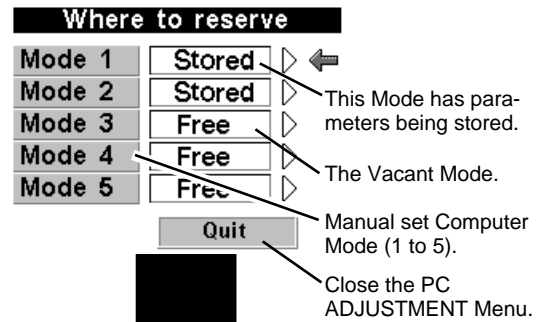 Where to reserve
Mode 1 Stored
Mode 2 Stored
Mode 3 Free
Mode 4 Free
Mode 5 Free
Quit
This Mode has para-
meters being stored.
The Vacant Mode.
Manual set Computer
Mode (1 to 5).
Close the PC
ADJUSTMENT Menu.